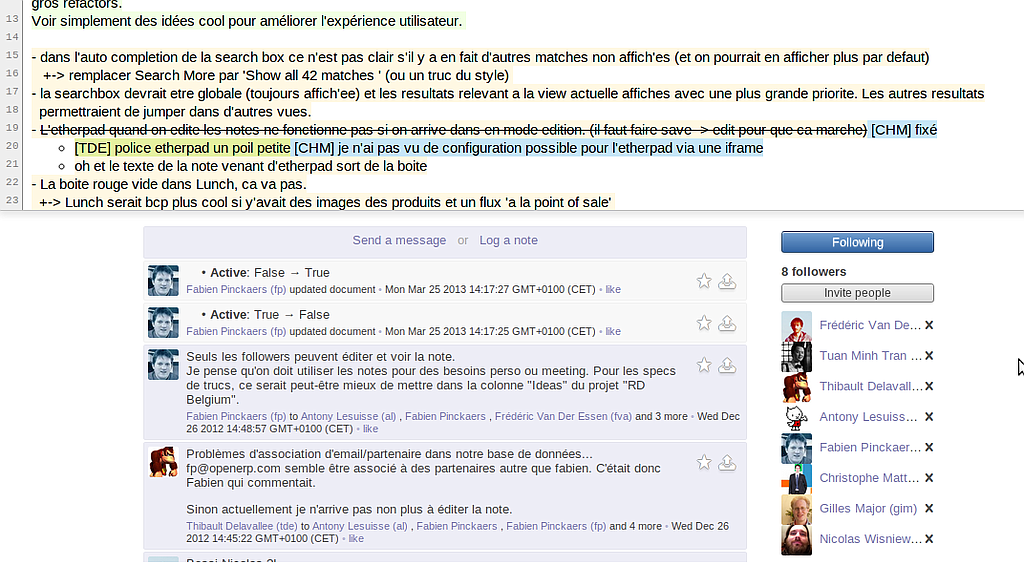 gros refactors.
13 Voir simplement des idées cool pour améliorer l'expérience utilisateur.
14
15 - dans l'auto completion de la search box ce n'est pas clair s'il y a en fait d'autres matches non affich'es (et on pourrait en afficher plus par defaut)
16 +-> remplacer Search More par 'Show all 42 matches ' (ou un truc du style)
17 - la searchbox devrait etre globale (toujours affich'ee) et les resultats relevant a la view actuelle affiches avec une plus grande priorite. Les autres resultats
18 permettraient de jumper dans d'autres vues.
19 - L'etherpad quand on edite les notes ne fonctionne pas si on arrive dans en mode edition. (il faut faire save -> edit pour que ca marche) [CHM] fixé
20 ○ [TDE] police etherpad un poil petite [CHM] je n'ai pas vu de configuration possible pour l'etherpad via une iframe
21 ○ oh et le texte de la note venant d'etherpad sort de la boite
22 - La boite rouge vide dans Lunch, ca va pas.
23 +-> Lunch serait bcp plus cool si y'avait des images des produits et un flux 'a la point of sale'
Send a message or Log a note
• Active: False → True
Fabien Pinckaers (fp) updated document • Mon Mar 25 2013 14:17:27 GMT+0100 (CET) • like
• Active: True → False
Fabien Pinckaers (fp) updated document • Mon Mar 25 2013 14:17:25 GMT+0100 (CET) • like
Seuls les followers peuvent éditer et voir la note.
Je pense qu'on doit utiliser les notes pour des besoins perso ou meeting. Pour les specs
de trucs, ce serait peut-être mieux de mettre dans la colonne "Ideas" du projet "RD
Belgium".
Fabien Pinckaers (fp) to Antony Lesuisse (al) , Fabien Pinckaers , Frédéric Van Der Essen (fva) and 3 more • Wed Dec
26 2012 14:48:57 GMT+0100 (CET) • like
Problèmes d'association d'email/partenaire dans notre base de données...
fp@openerp.com semble être associé à des partenaires autre que fabien. C'était donc
Fabien qui commentait.
Sinon actuellement je n'arrive pas non plus à éditer la note.
Thibault Delavallee (tde) to Antony Lesuisse (al) , Fabien Pinckaers , Fabien Pinckaers (fp) and 4 more • Wed Dec 26
2012 14:45:22 GMT+0100 (CET) • like
Following
8 followers
Invite people
Frédéric Van De... X
Tuan Minh Tran ... X
Thibault Delavall... X
Antony Lesuiss... X
Fabien Pinckaer... X
Christophe Matt... X
Gilles Major (gim) X
Nicolas Wisniew... X